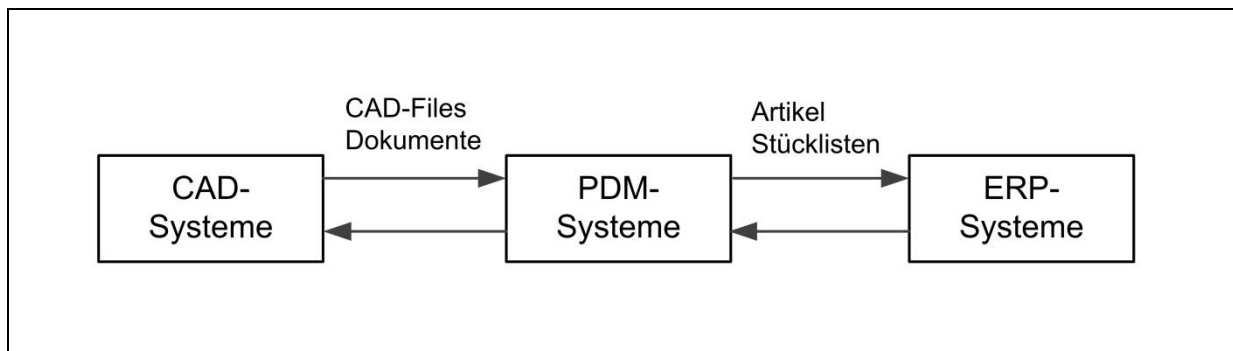 CAD-Files
Dokumente
Artikel
Stücklisten
CAD-
Systeme
PDM-
Systeme
ERP-
Systeme